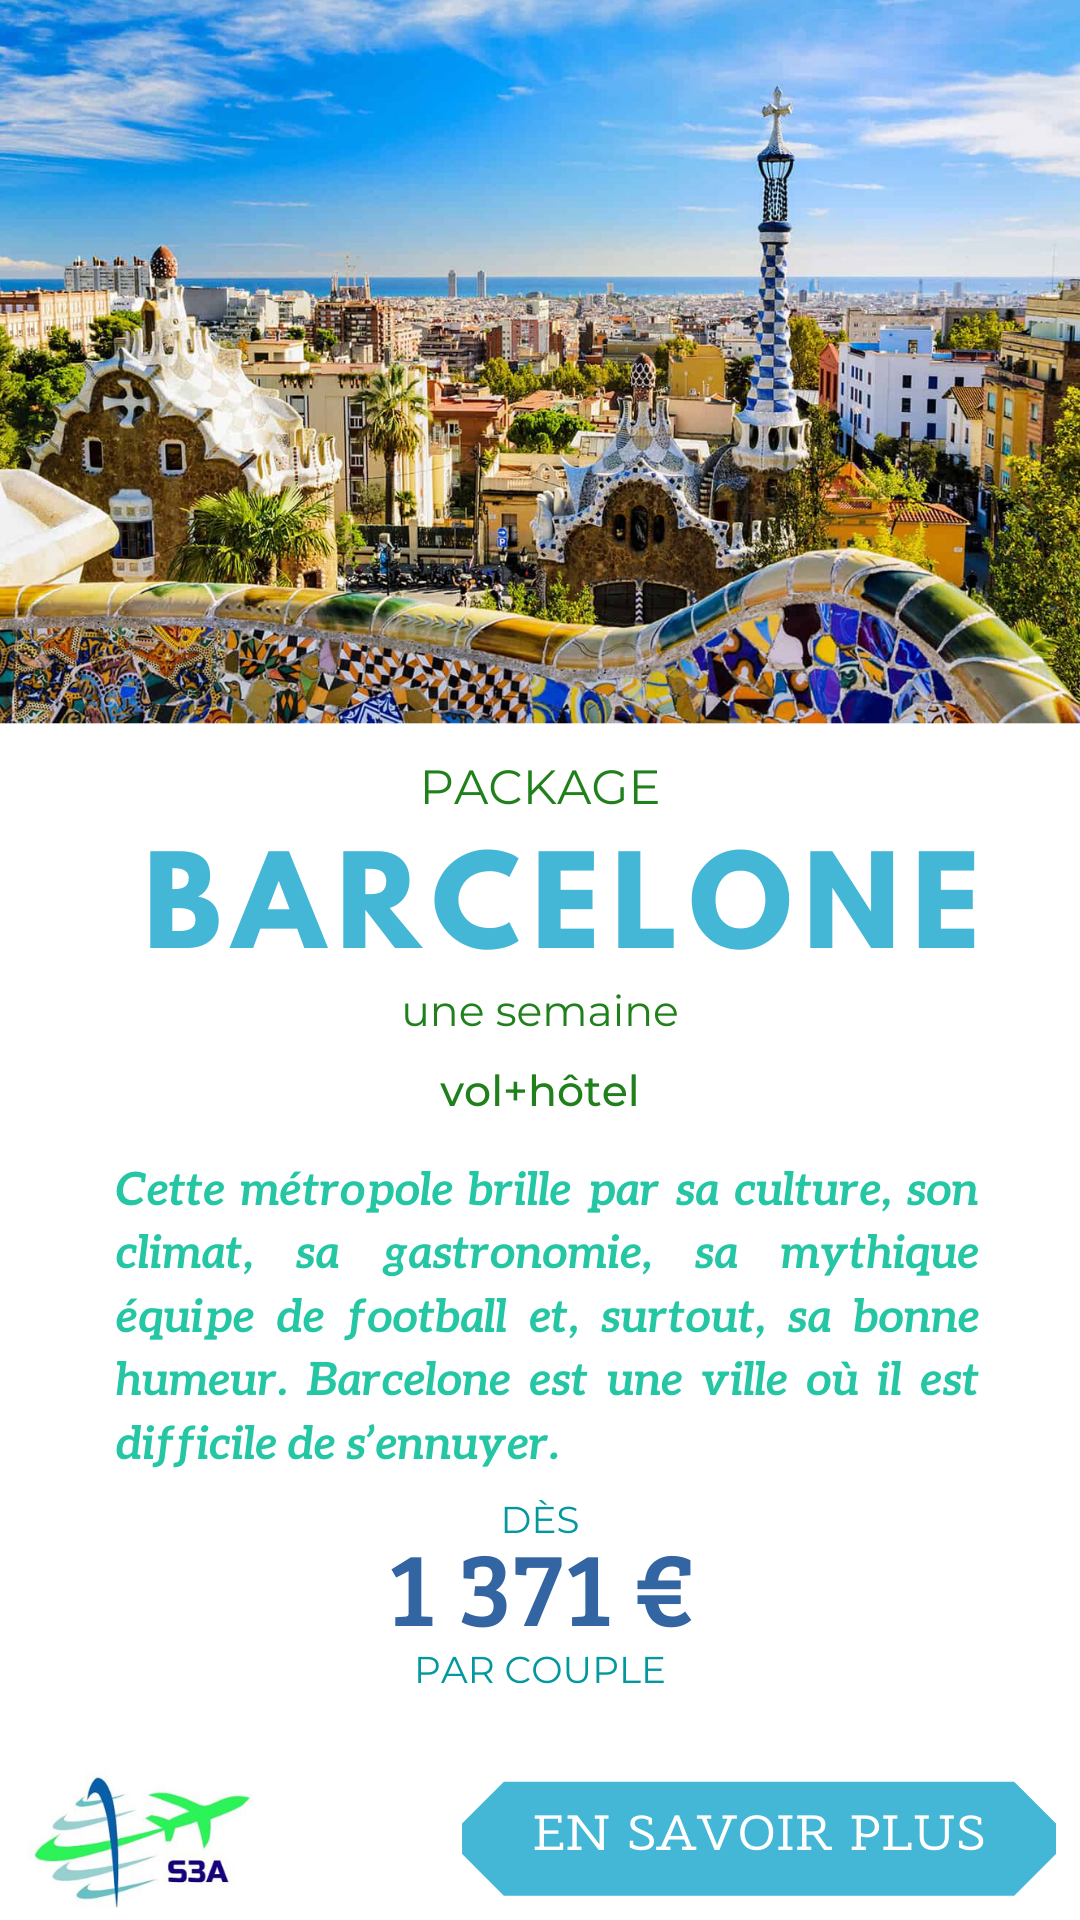 PACKAGE
BARCELONE
une semaine
vol+hôtel
Cette métropole brille par sa culture, son
climat, sa gastronomie, sa mythique
équipe de football et, surtout, sa bonne
humeur. Barcelone est une ville où il est
difficile de s’ennuyer.
DÈS
1 371 €
PAR COUPLE
S3A
EN SAVOIR PLUS